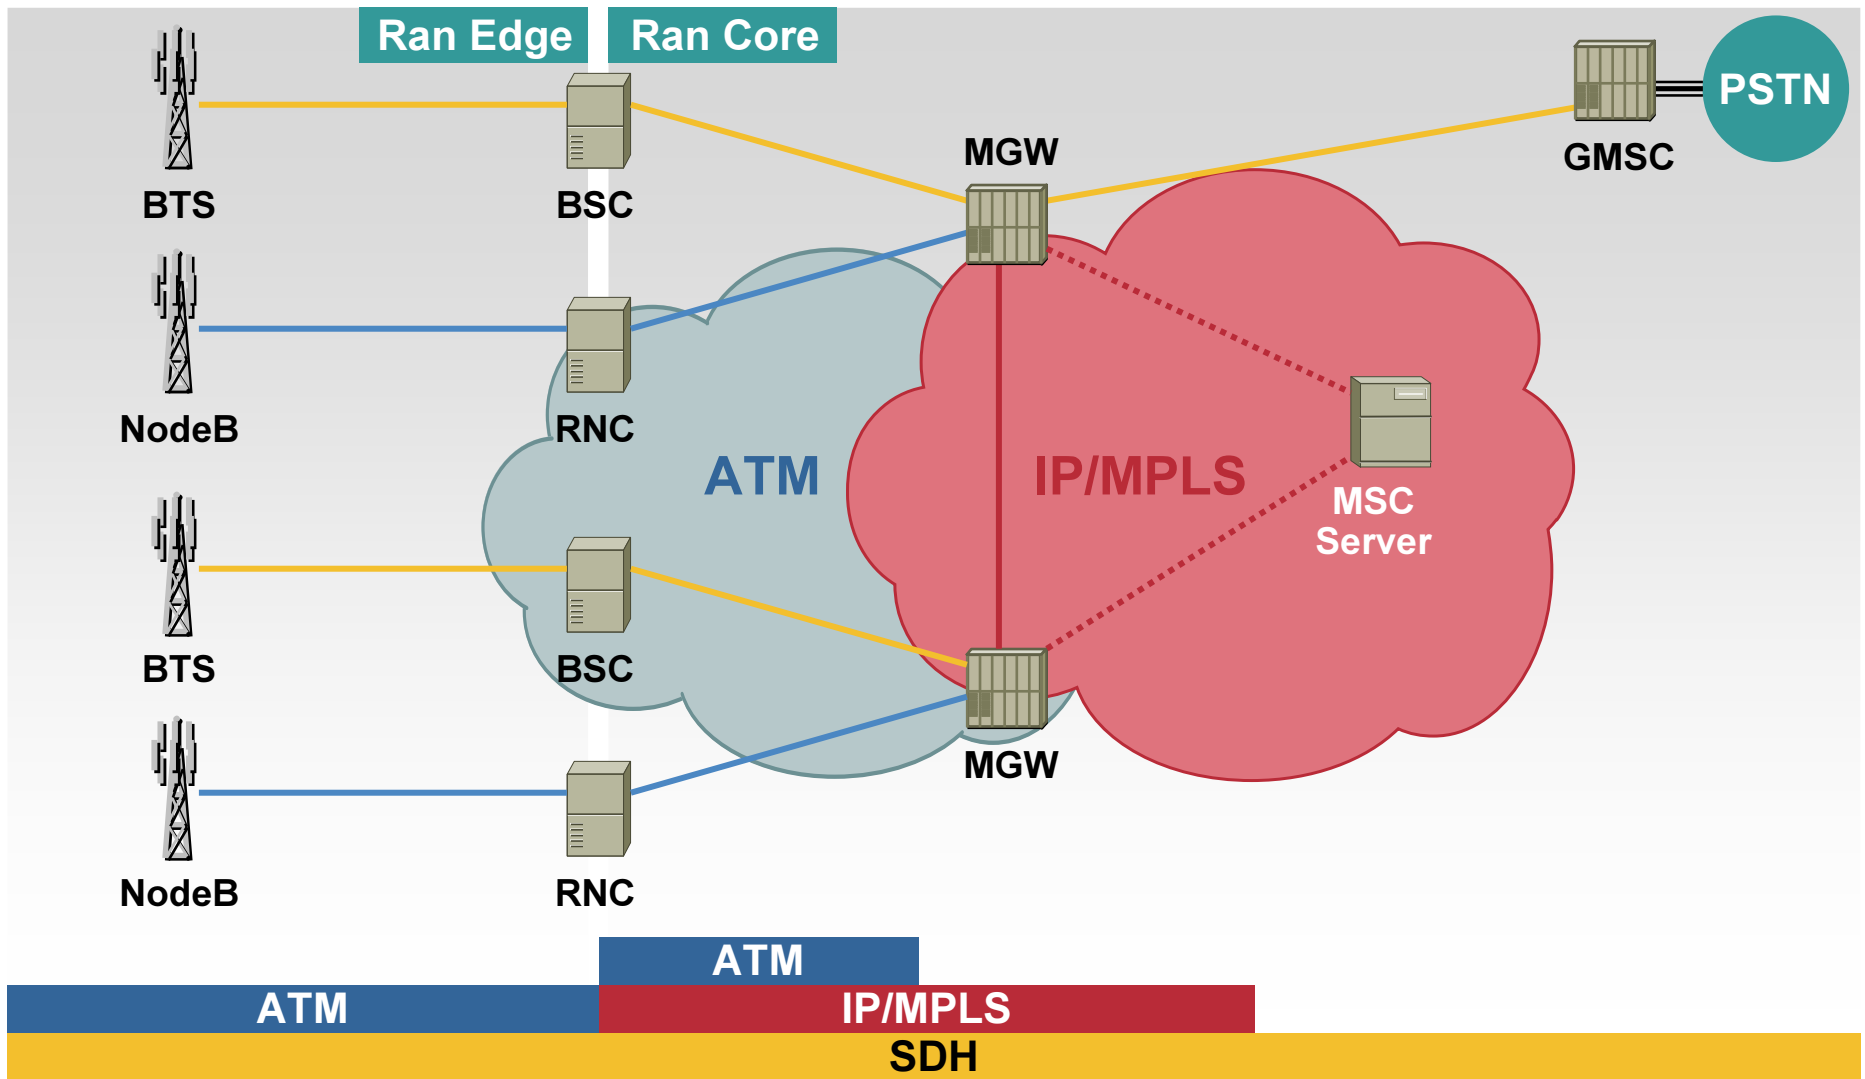 Ran Edge
Ran Core
PSTN
GMSC
MGW
BTS
BSC
NodeB
RNC
ATM
IP/MPLS
MSC
Server
BTS
BSC
MGW
NodeB
RNC
ATM
ATM
IP/MPLS
SDH